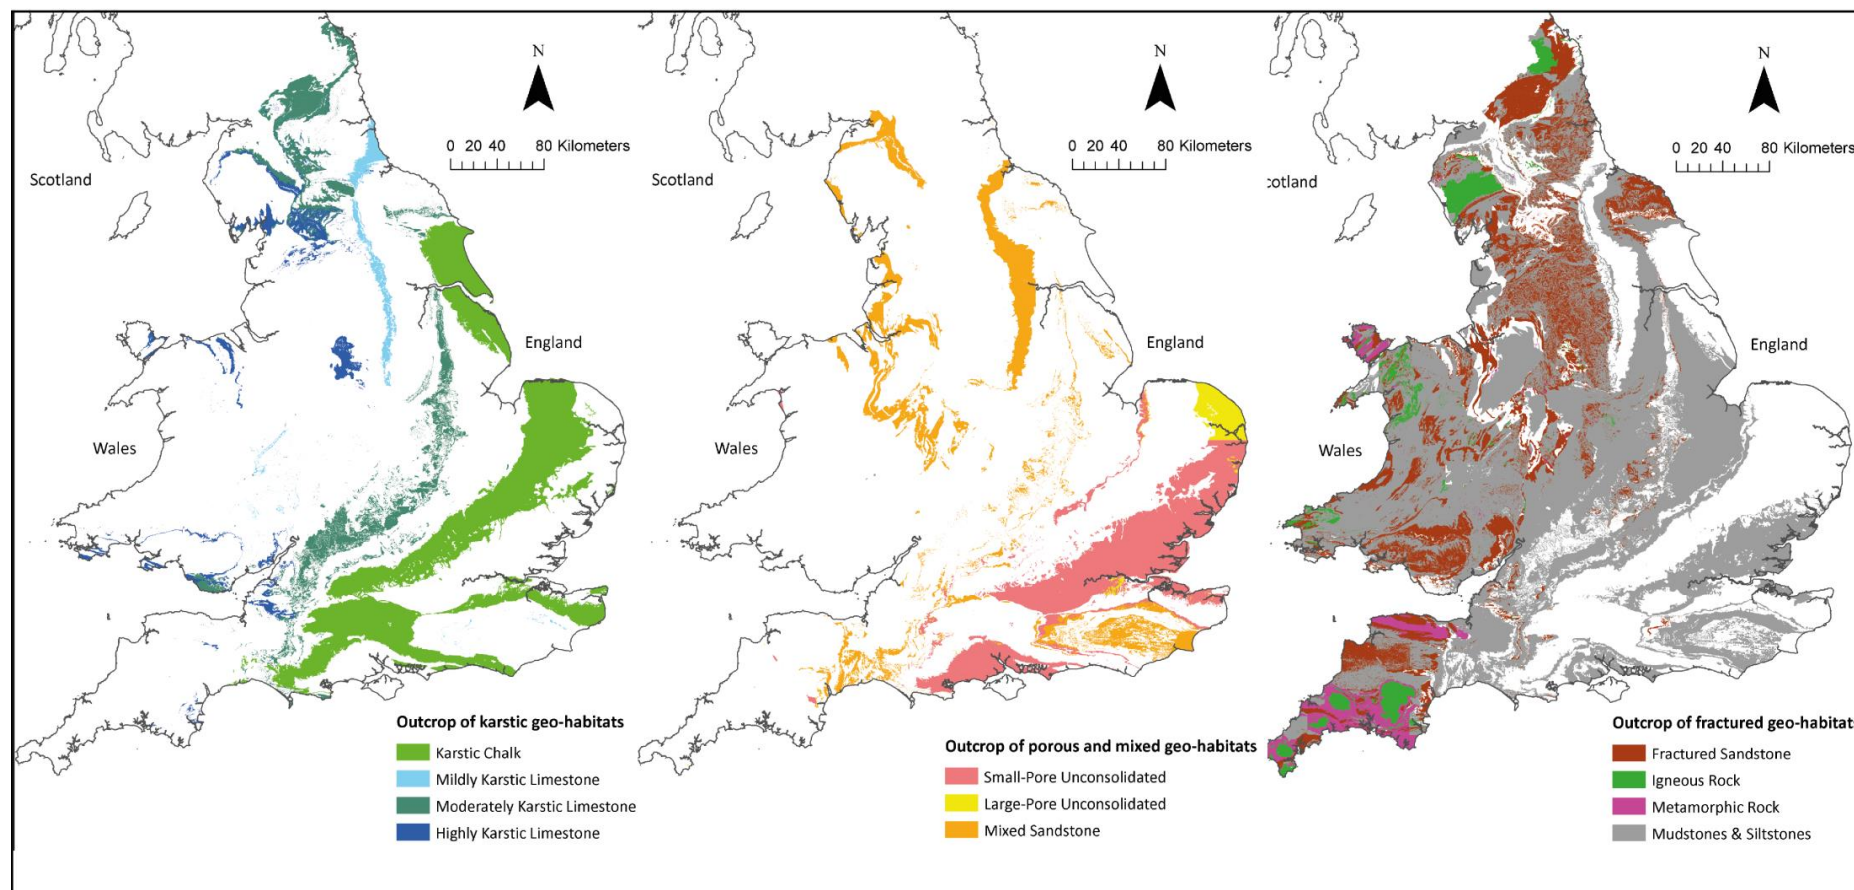 N
0 20 40 80 Kilometers
Scotland
England
Wales
Outcrop of karstic geo-habitats
Karstic Chalk
Mildly Karstic Limestone
Moderately Karstic Limestone
Highly Karstic Limestone
N
0 20 40 80 Kilometers
Scotland
England
Wales
Outcrop of porous and mixed geo-habitats
Small-Pore Unconsolidated
Large-Pore Unconsolidated
Mixed Sandstone
N
0 20 40 80 Kilometers
cotland
England
Wales
Outcrop of fractured geo-habitat
Fractured Sandstone
Igneous Rock
Metamorphic Rock
Mudstones & Siltstones